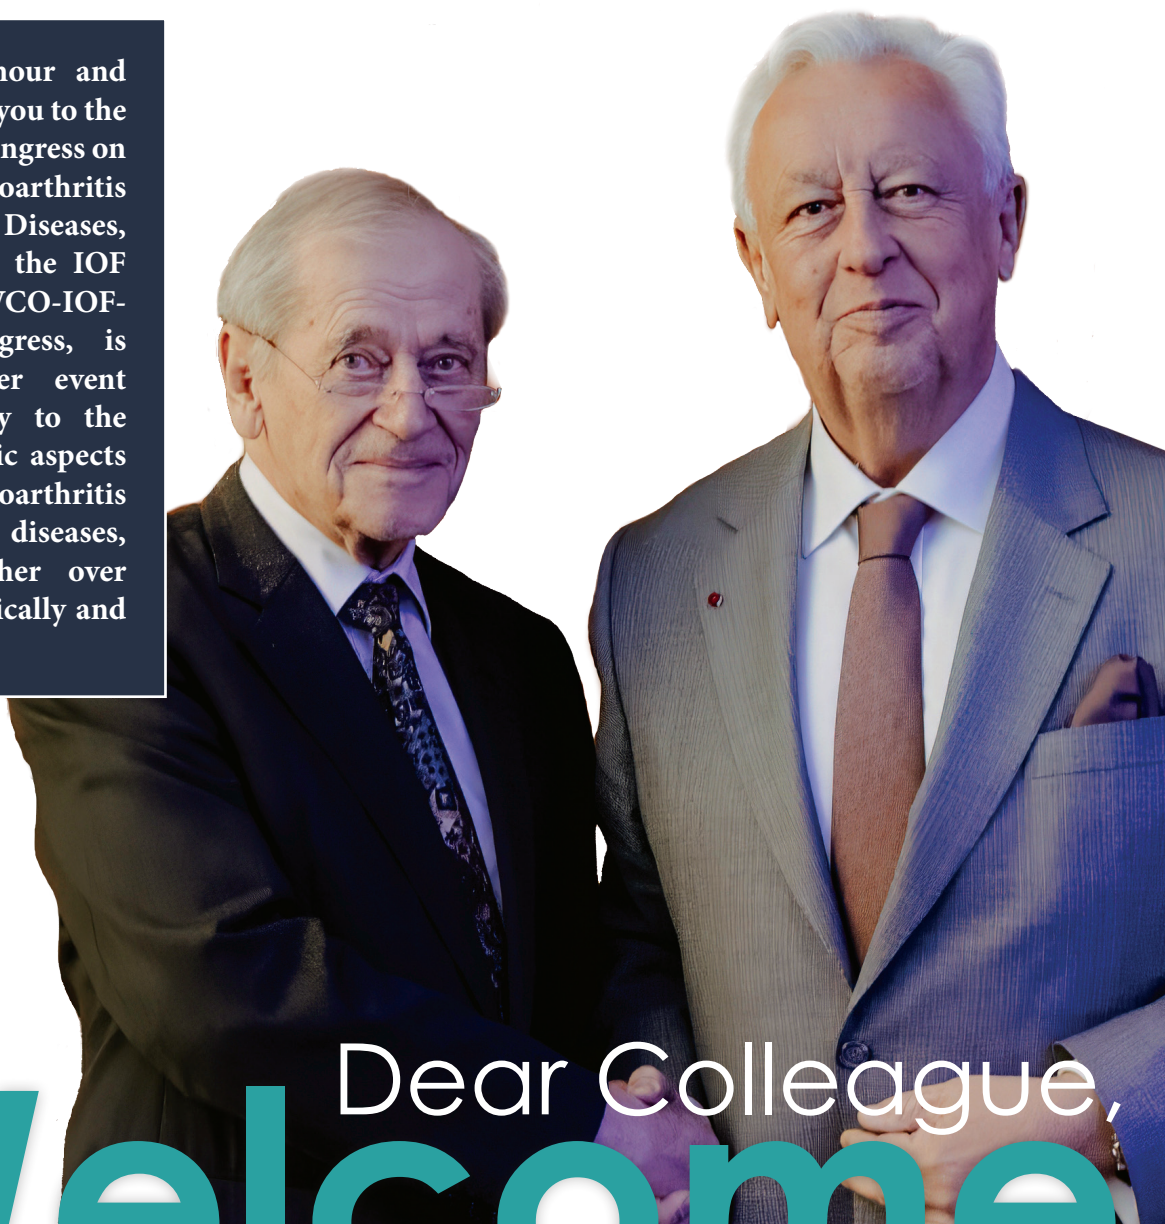 nour and
you to the
ngress on
oarthritis
Diseases,
the IOF
VCO-IOF-
gress, is
er event
y to the
ic aspects
oarthritis
diseases,
her over
ically and
Dear Colleague,
Welcome